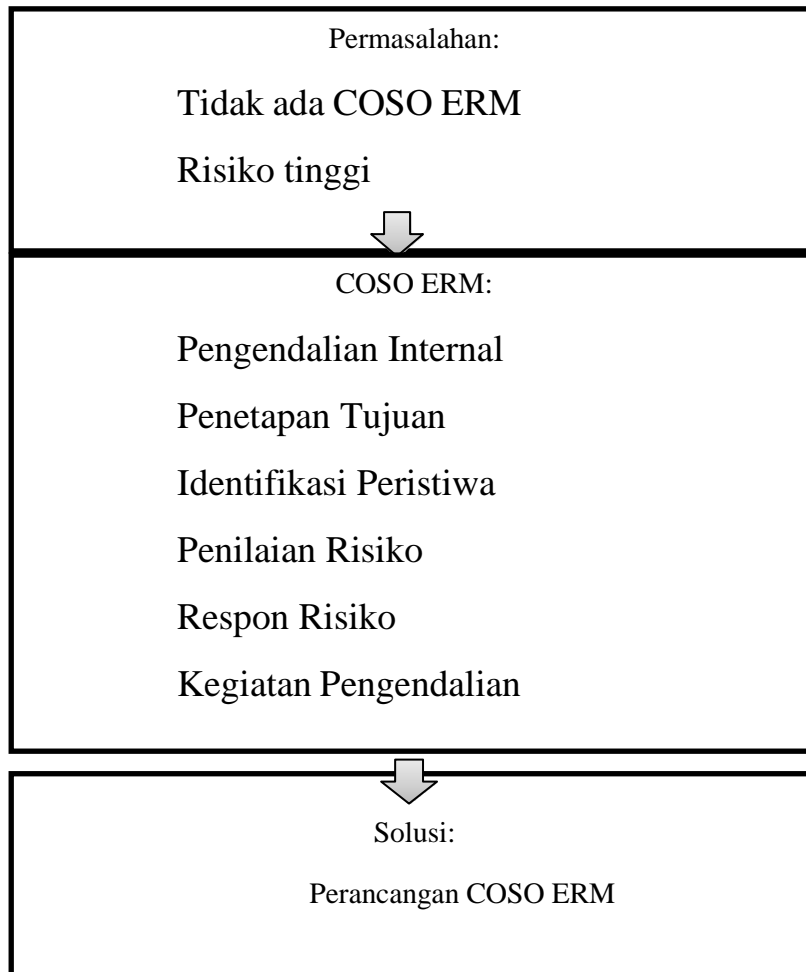 Permasalahan:
Tidak ada COSO ERM
Risiko tinggi
COSO ERM:
Pengendalian Internal
Penetapan Tujuan
Identifikasi Peristiwa
Penilaian Risiko
Respon Risiko
Kegiatan Pengendalian
Solusi:
Perancangan COSO ERM